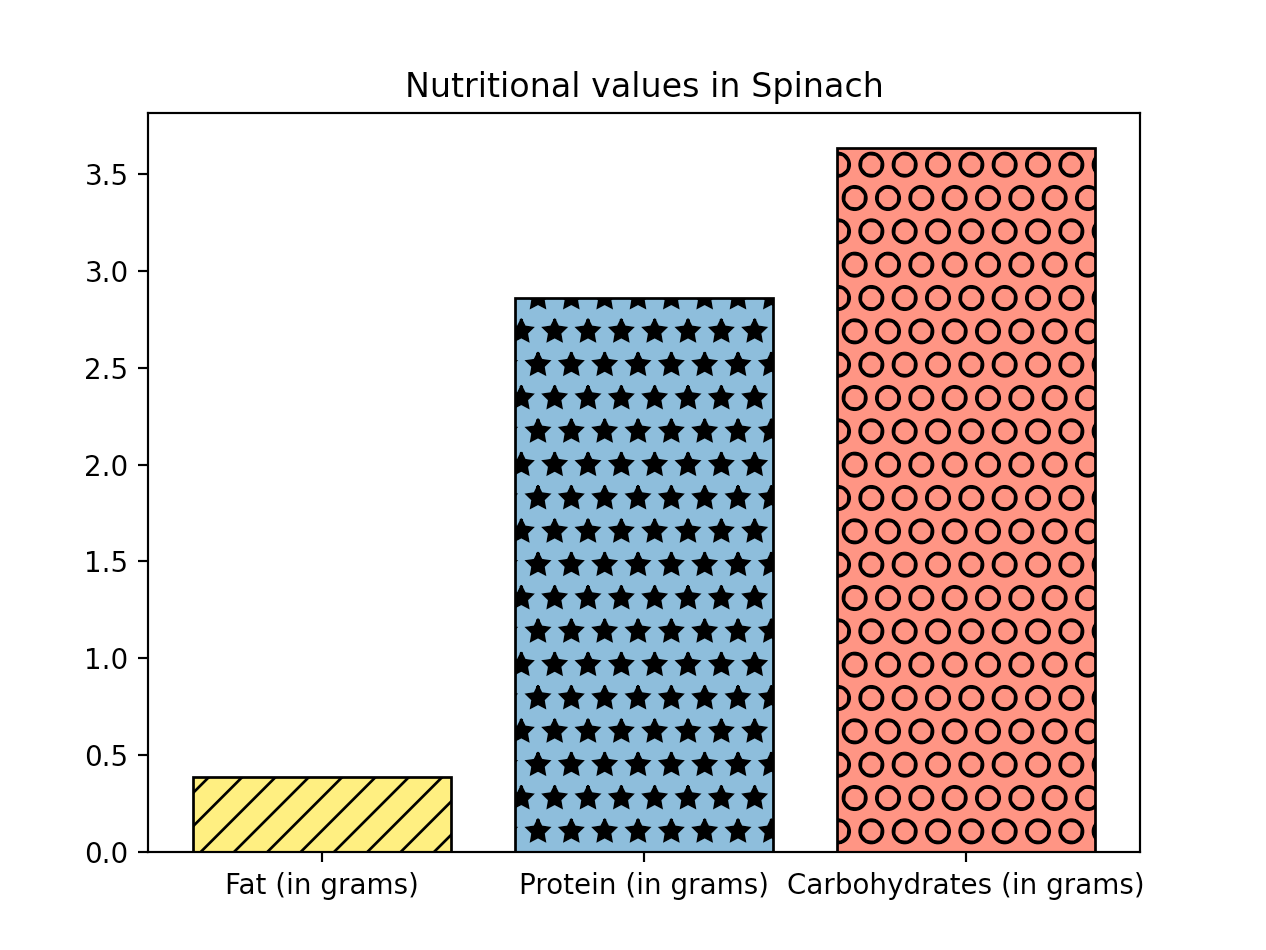 Nutritional values in Spinach
3.5
3.0
2.5
2.0
1.5
1.0
0.5
0.0
Fat (in grams)
Protein (in grams)
Carbohydrates (in grams)